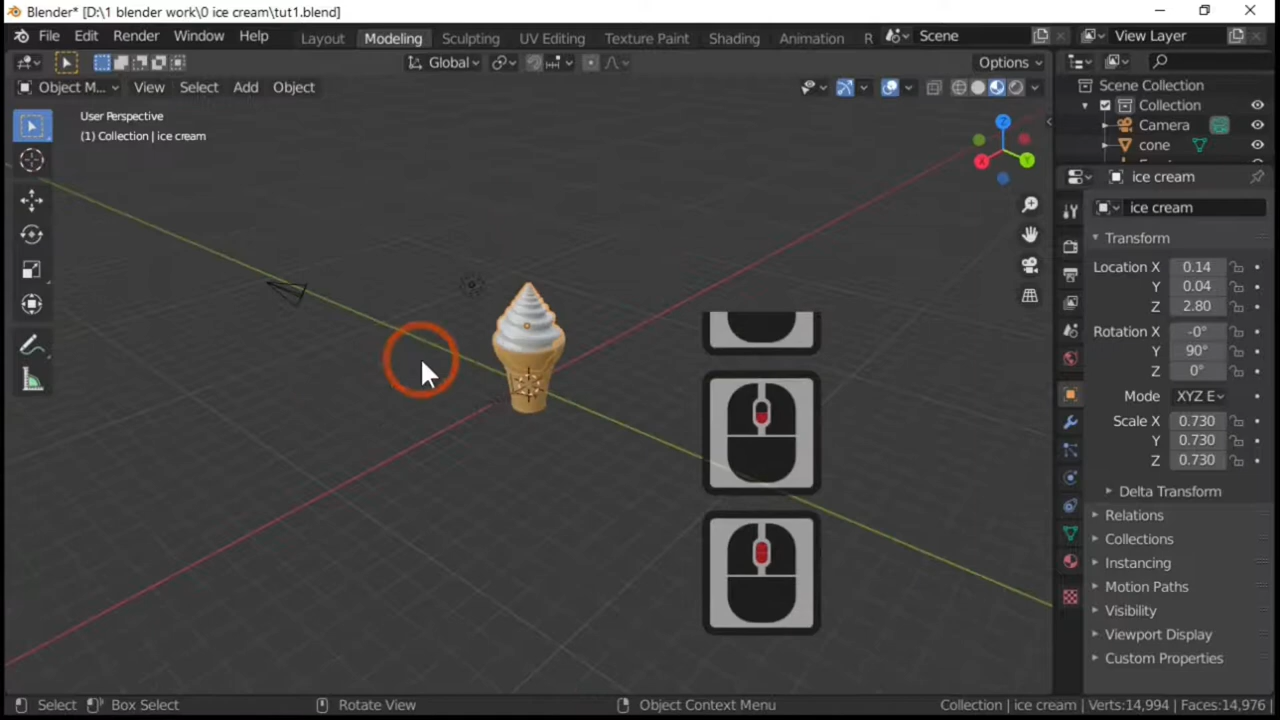 Blender* [D:\1 blender work\0 ice cream\tut1.blend]
File Edit Render Window Help Layout Modeling Sculpting UV Editing Texture Paint Shading Animation R Scene View Layer
Global Options
Object M... View Select Add Object
User Perspective
(1) Collection | ice cream
Z
X Y
Scene Collection
Collection
Camera
cone
ice cream
ice cream
Transform
Location X 0.14
Y 0.04
Z 2.80
Rotation X -0°
Y 90°
Z 0°
Mode XYZ E
Scale X 0.730
Y 0.730
Z 0.730
Delta Transform
Relations
Collections
Instancing
Motion Paths
Visibility
Viewport Display
Custom Properties
Select Box Select Rotate View Object Context Menu Collection | ice cream | Verts:14,994 | Faces:14,976 |